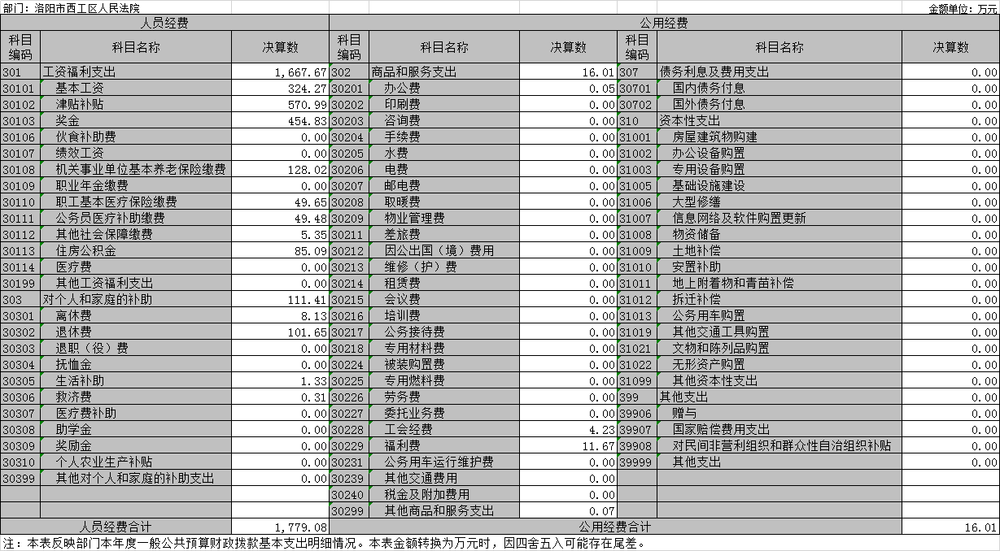 部门：洛阳市西工区人民法院 金额单位：万元
人员经费 公用经费
科目编码 科目名称 决算数 科目编码 科目名称 决算数 科目编码 科目名称 决算数
301 工资福利支出 1,667.67 302 商品和服务支出 16.01 307 债务利息及费用支出 0.00
30101 基本工资 324.27 30201 办公费 0.05 30701 国内债务付息 0.00
30102 津贴补贴 570.99 30202 印刷费 0.00 30702 国外债务付息 0.00
30103 奖金 454.83 30203 咨询费 0.00 310 资本性支出 0.00
30106 伙食补助费 0.00 30204 手续费 0.00 31001 房屋建筑物购建 0.00
30107 绩效工资 0.00 30205 水费 0.00 31002 办公设备购置 0.00
30108 机关事业单位基本养老保险缴费 128.02 30206 电费 0.00 31003 专用设备购置 0.00
30109 职业年金缴费 0.00 30207 邮电费 0.00 31005 基础设施建设 0.00
30110 职工基本医疗保险缴费 49.65 30208 取暖费 0.00 31006 大型修缮 0.00
30111 公务员医疗补助缴费 49.48 30209 物业管理费 0.00 31007 信息网络及软件购置更新 0.00
30112 其他社会保障缴费 5.35 30211 差旅费 0.00 31008 物资储备 0.00
30113 住房公积金 85.09 30212 因公出国（境）费用 0.00 31009 土地补偿 0.00
30114 医疗费 0.00 30213 维修（护）费 0.00 31010 安置补助 0.00
30199 其他工资福利支出 0.00 30214 租赁费 0.00 31011 地上附着物和青苗补偿 0.00
303 对个人和家庭的补助 111.41 30215 会议费 0.00 31012 拆迁补偿 0.00
30301 离休费 8.13 30216 培训费 0.00 31013 公务用车购置 0.00
30302 退休费 101.65 30217 公务接待费 0.00 31019 其他交通工具购置 0.00
30303 退职（役）费 0.00 30218 专用材料费 0.00 31021 文物和陈列品购置 0.00
30304 抚恤金 0.00 30224 被装购置费 0.00 31022 无形资产购置 0.00
30305 生活补助 1.33 30225 专用燃料费 0.00 31099 其他资本性支出 0.00
30306 救济费 0.31 30226 劳务费 0.00 399 其他支出 0.00
30307 医疗费补助 0.00 30227 委托业务费 0.00 39906 赠与 0.00
30308 助学金 0.00 30228 工会经费 4.23 39907 国家赔偿费用支出 0.00
30309 奖励金 0.00 30229 福利费 11.67 39908 对民间非营利组织和群众性自治组织补贴 0.00
30310 个人农业生产补贴 0.00 30231 公务用车运行维护费 0.00 39999 其他支出 0.00
30399 其他对个人和家庭的补助支出 0.00 30239 其他交通费用 0.00
30240 税金及附加费用 0.00
30299 其他商品和服务支出 0.07
人员经费合计 1,779.08 公用经费合计 16.01
注：本表反映部门本年度一般公共预算财政拨款基本支出明细情况。本表金额转换为万元时，因四舍五入可能存在尾差。